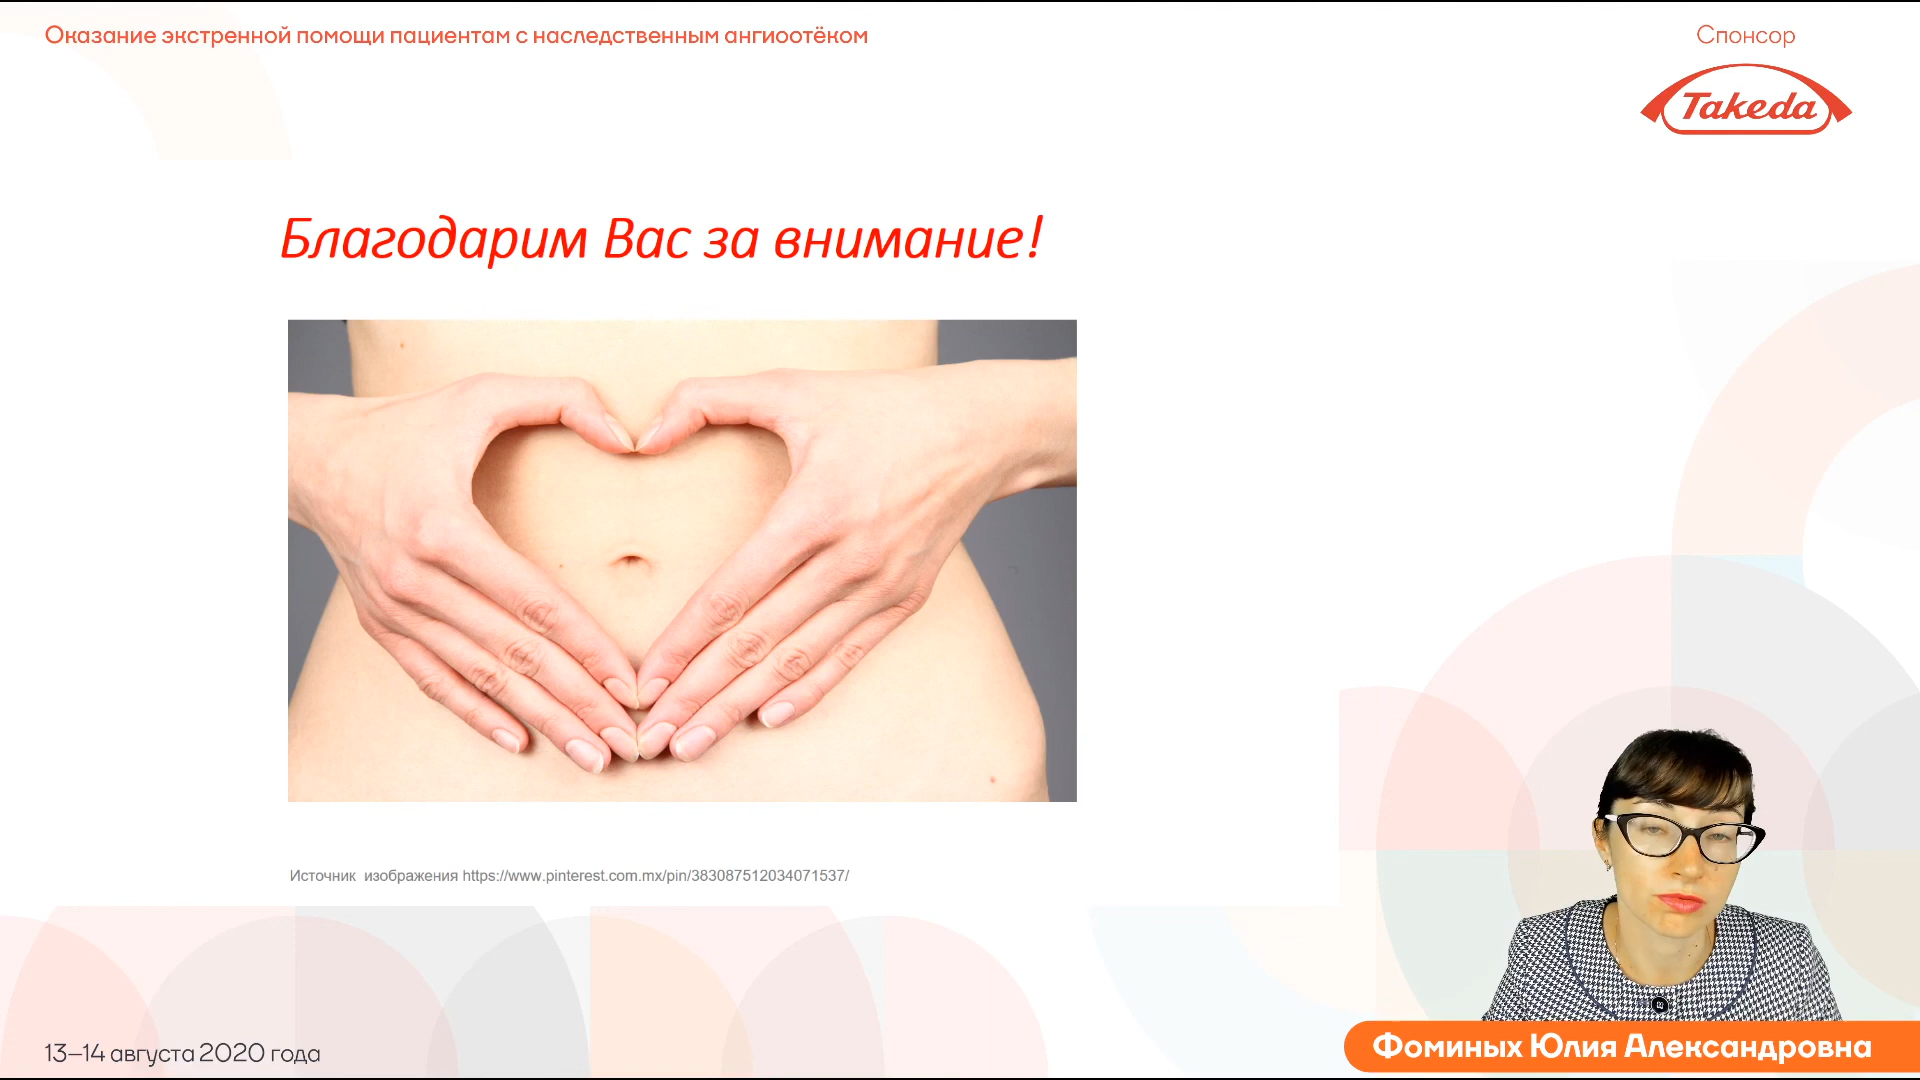 Оказание экстренной помощи пациентам с наследственным ангиоотёком
Спонсор
Takeda
Благодарим Вас за внимание!
Источник изображения https://www.pinterest.com.mx/pin/383087512034071537/
13–14 августа 2020 года
Фоминых Юлия Александровна